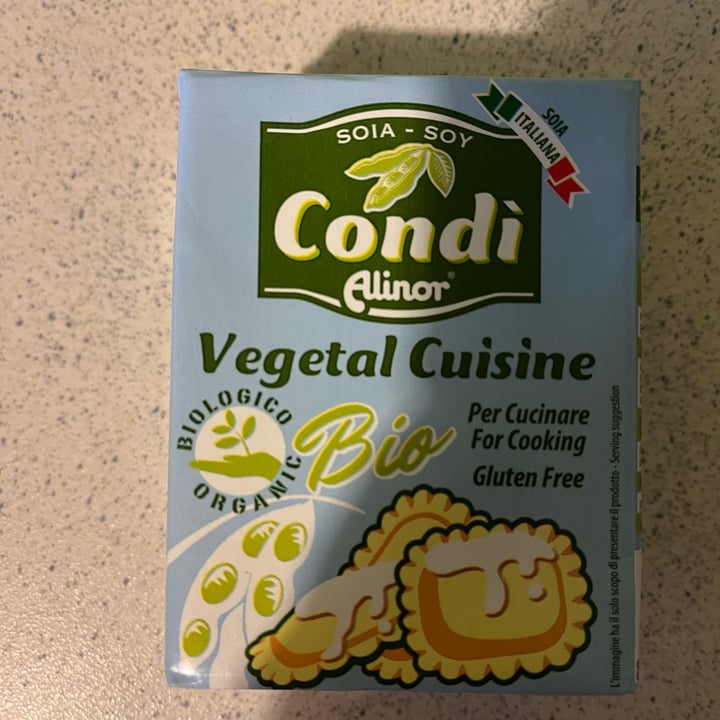 SOIA - SOY
SOIA
ITALIANA
Condì
Alinor®
Vegetal Cuisine
BIOLOGICO
ORGANIC
Bio
Per Cucinare
For Cooking
Gluten Free
L'immagine ha il solo scopo di presentare il prodotto - Serving suggestion